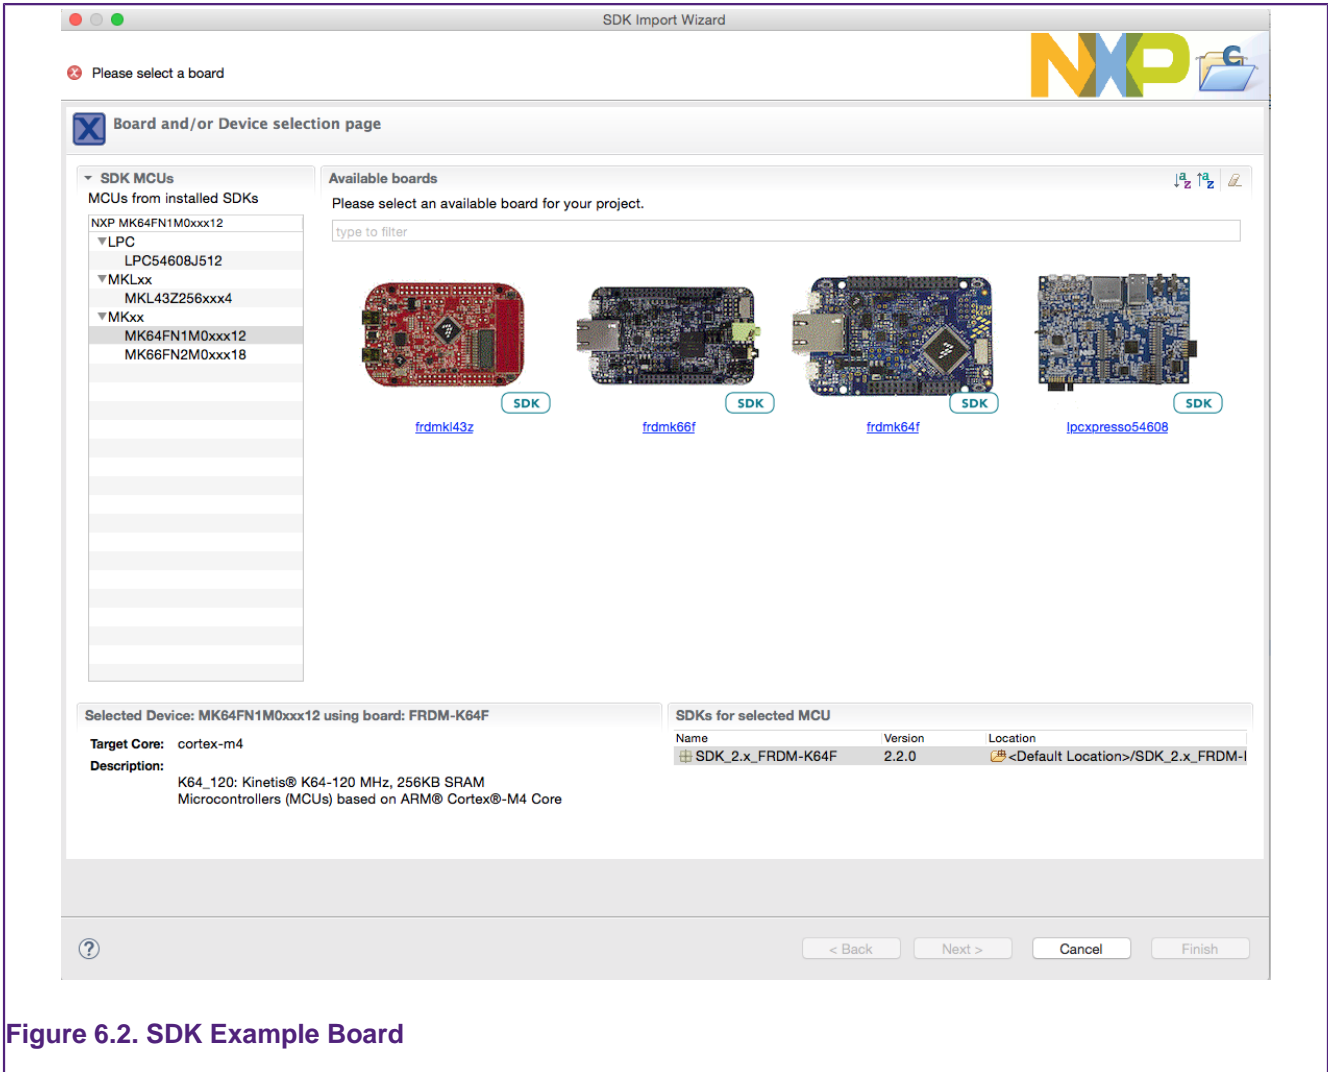 SDK Import Wizard
Please select a board
NXP
C
Board and/or Device selection page
SDK MCUs
MCUs from installed SDKs
NXP MK64FN1M0xxx12
LPC
LPC54608J512
MKLxx
MKL43Z256xxx4
MKxx
MK64FN1M0xxx12
MK66FN2M0xxx18
Available boards
Please select an available board for your project.
type to filter
SDK
SDK
SDK
SDK
frdmkl43z
frdmk66f
frdmk64f
lpcxpresso54608
Selected Device: MK64FN1M0xxx12 using board: FRDM-K64F
Target Core: cortex-m4
Description:
K64_120: Kinetis® K64-120 MHz, 256KB SRAM
Microcontrollers (MCUs) based on ARM® Cortex®-M4 Core
SDKs for selected MCU
Name Version Location
SDK_2.x_FRDM-K64F 2.2.0 <Default Location>/SDK_2.x_FRDM-
?
< Back Next > Cancel Finish
Figure 6.2. SDK Example Board